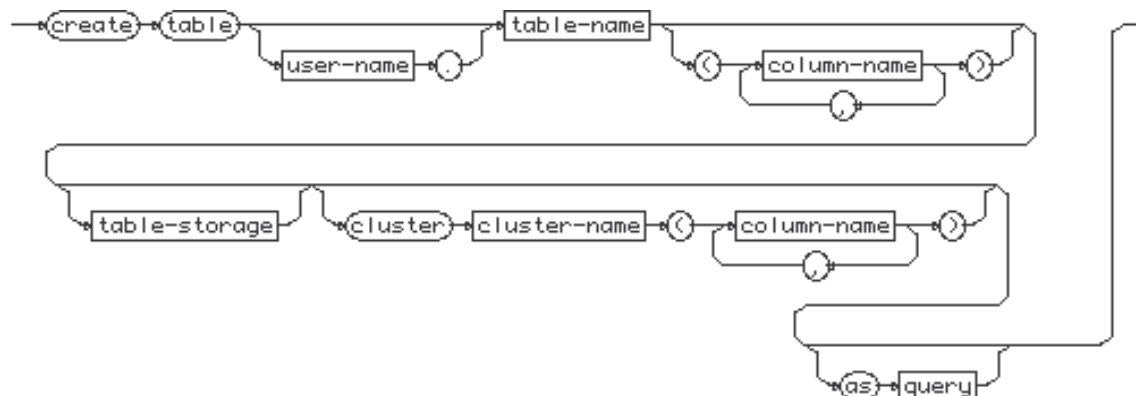 create table table-name
user-name . ( column-name )
,
table-storage cluster cluster-name ( column-name )
,
as query